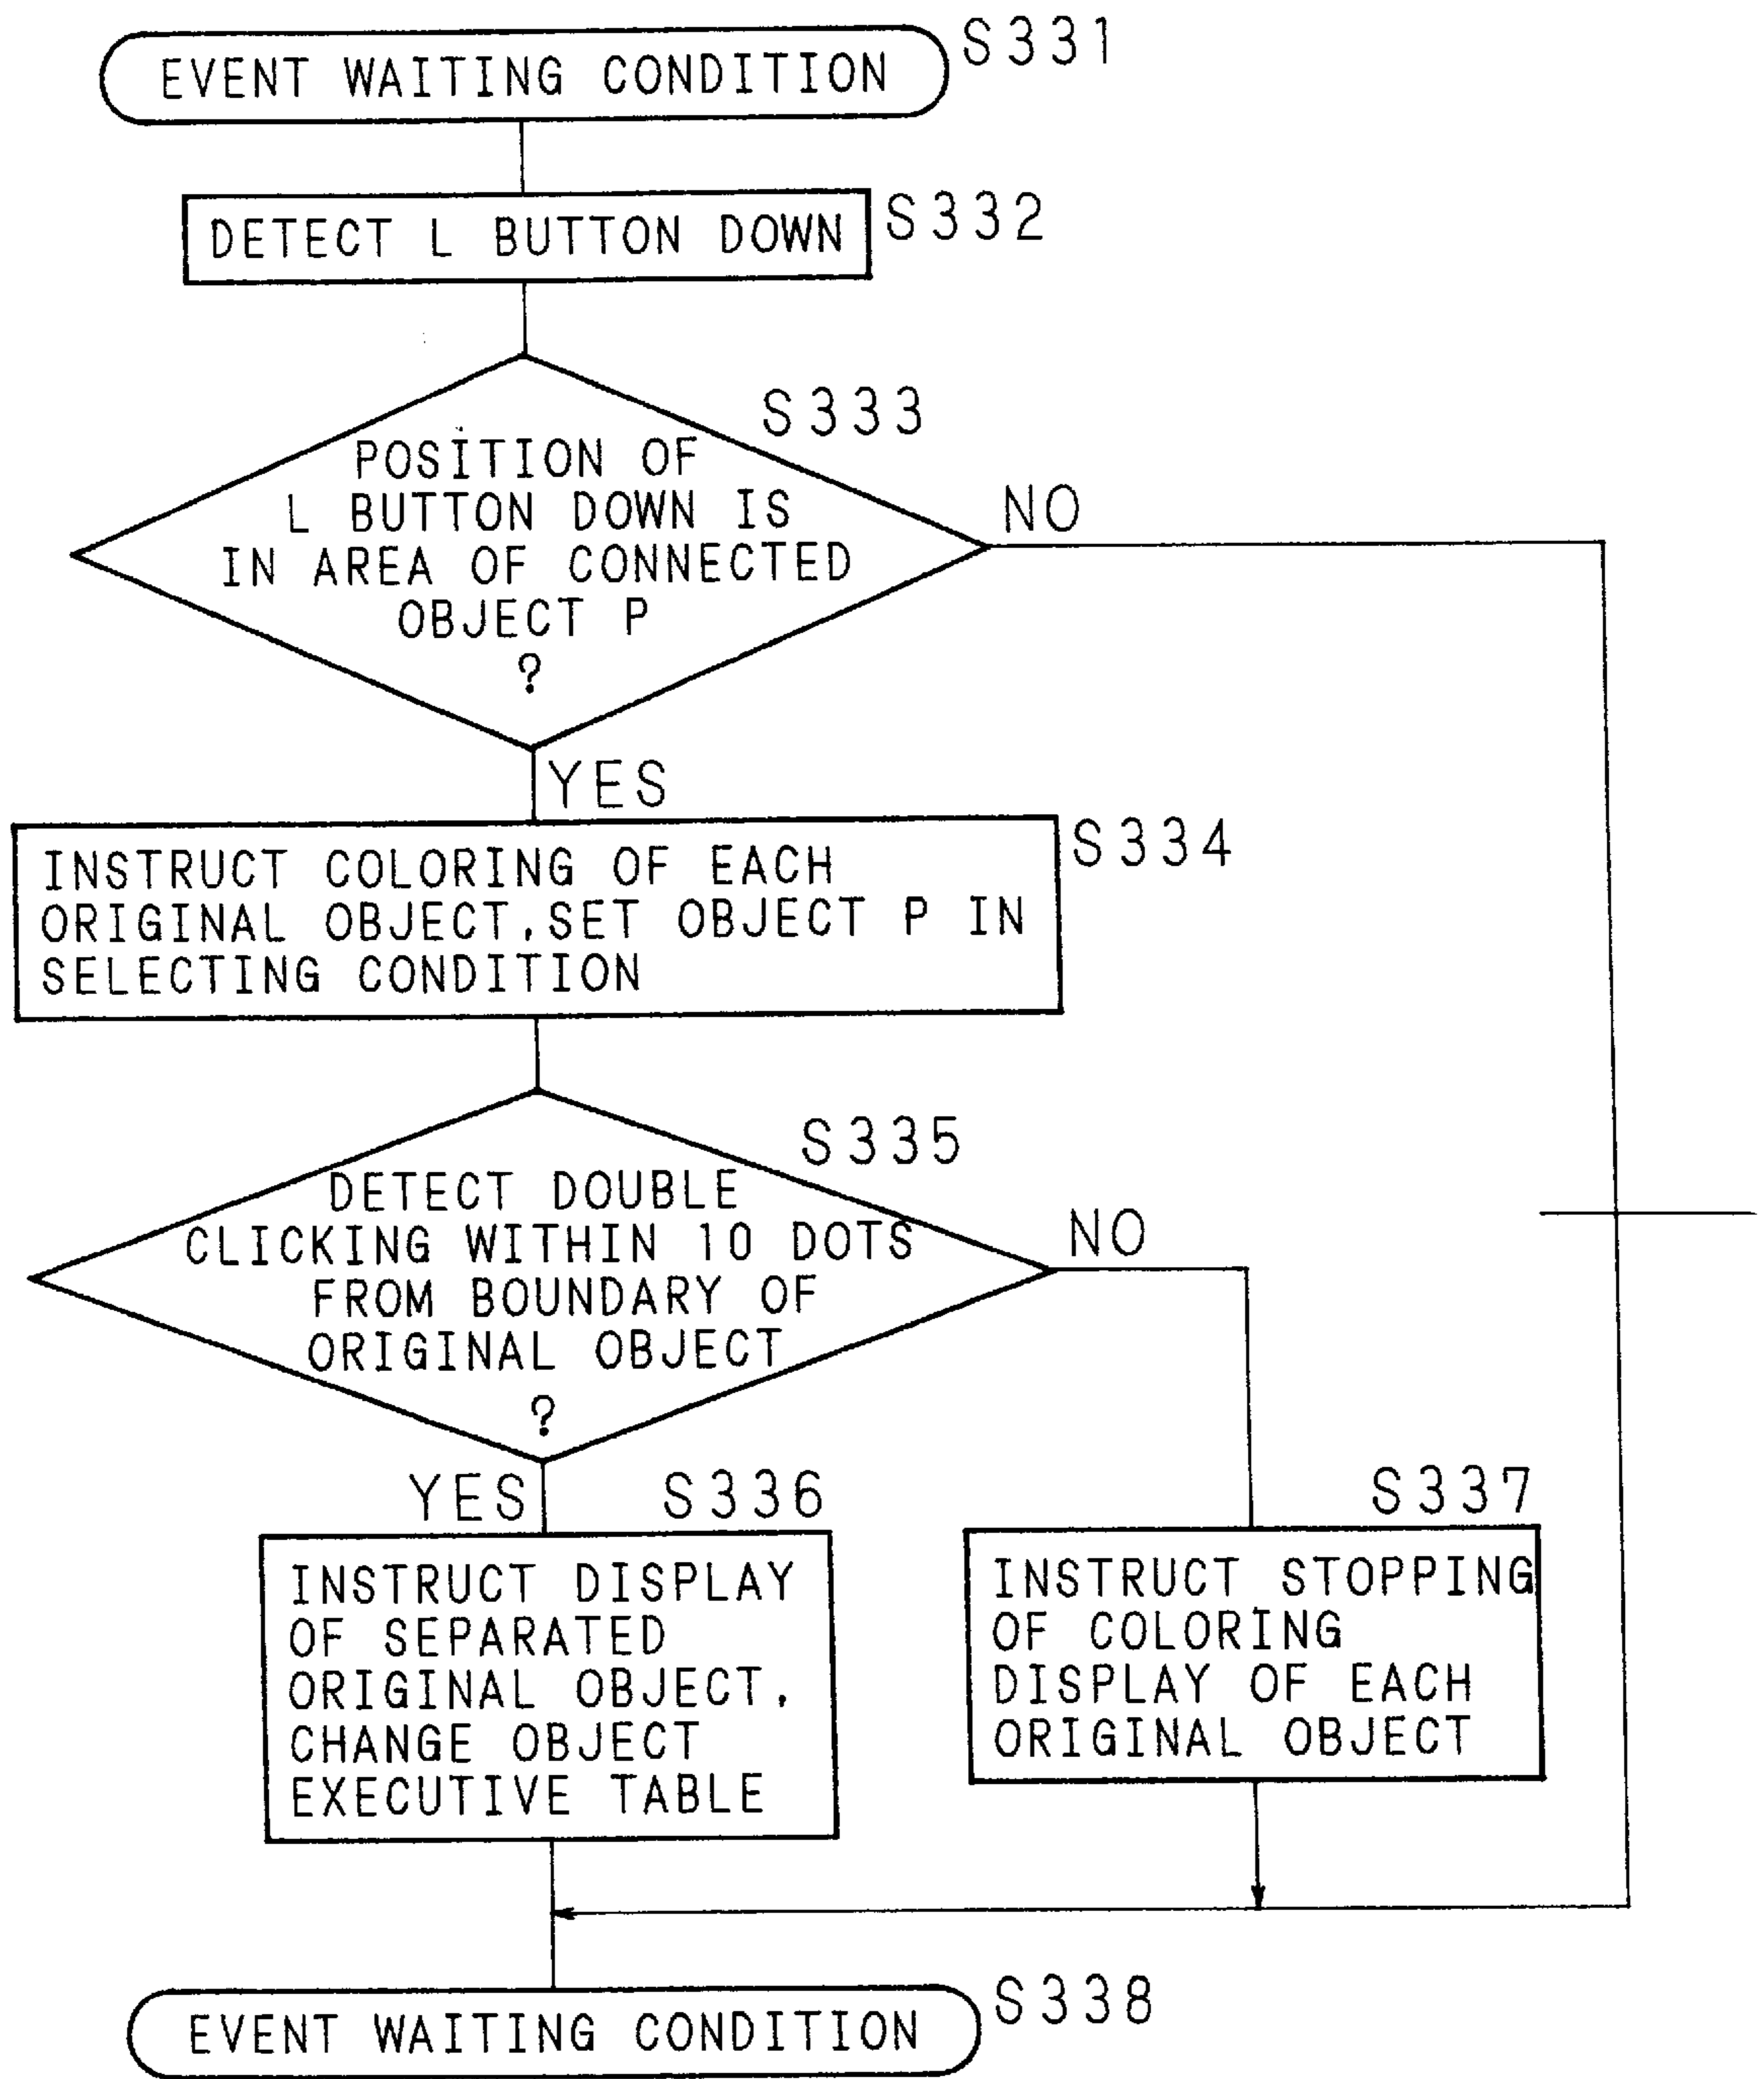 EVENT WAITING CONDITION
S331
DETECT L BUTTON DOWN
S332
S333
POSITION OF
L BUTTON DOWN IS
IN AREA OF CONNECTED
OBJECT P
?
NO
YES
S334
INSTRUCT COLORING OF EACH
ORIGINAL OBJECT, SET OBJECT P IN
SELECTING CONDITION
S335
DETECT DOUBLE
CLICKING WITHIN 10 DOTS
FROM BOUNDARY OF
ORIGINAL OBJECT
?
NO
YES
S336
INSTRUCT DISPLAY
OF SEPARATED
ORIGINAL OBJECT,
CHANGE OBJECT
EXECUTIVE TABLE
S337
INSTRUCT STOPPING
OF COLORING
DISPLAY OF EACH
ORIGINAL OBJECT
EVENT WAITING CONDITION
S338